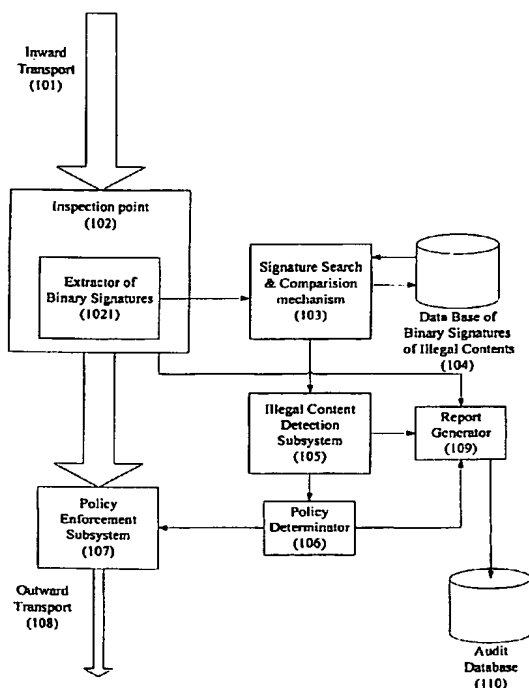 Inward
Transport
(101)
Inspection point
(102)
Extractor of
Binary Signatures
(1021)
Signature Search
& Comparision
mechanism
(103)
Data Base of
Binary Signatures
of Illegal Contents
(104)
Illegal Content
Detection
Subsystem
(105)
Report
Generator
(109)
Policy
Enforcement
Subsystem
(107)
Policy
Determinator
(106)
Outward
Transport
(108)
Audit
Database
(110)